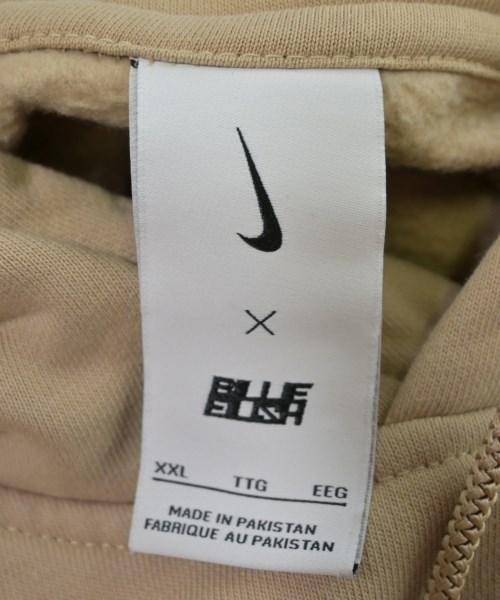 ×
BILLIE
EILISH
XXL TTG EEG
MADE IN PAKISTAN
FABRIQUE AU PAKISTAN